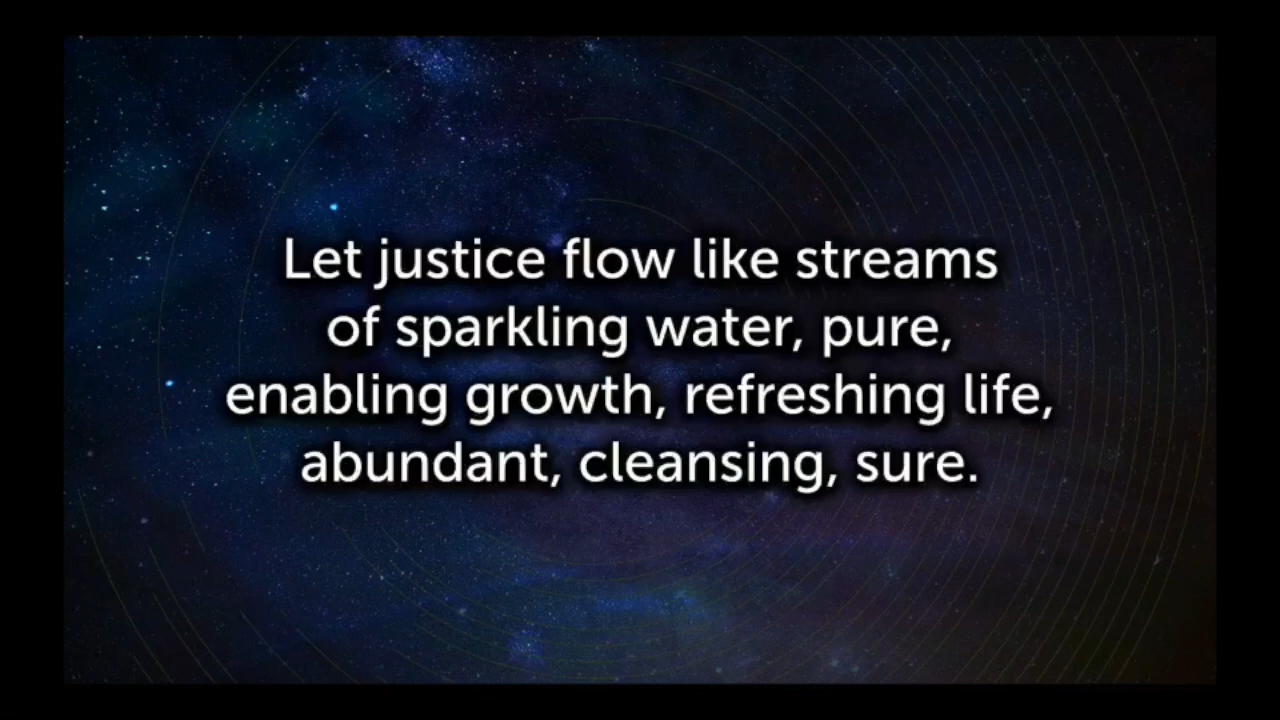 Let justice flow like streams
of sparkling water, pure,
enabling growth, refreshing life,
abundant, cleansing, sure.